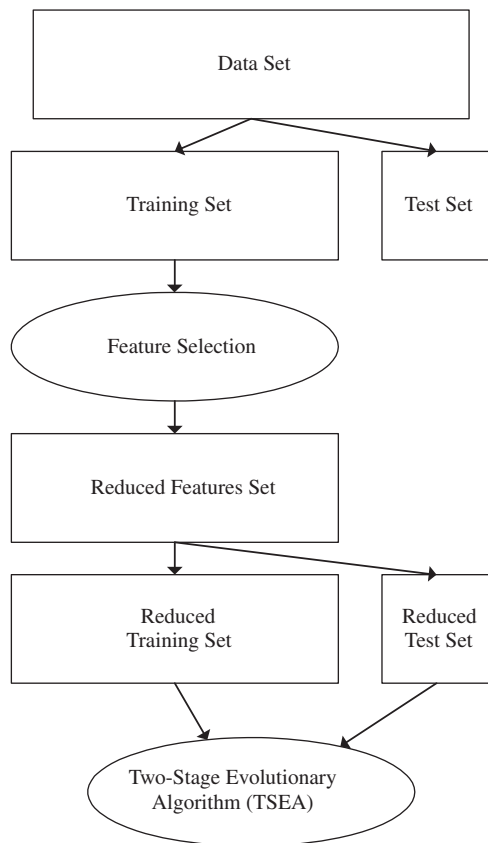 Data Set
Training Set
Test Set
Feature Selection
Reduced Features Set
Reduced
Training Set
Reduced
Test Set
Two-Stage Evolutionary
Algorithm (TSEA)